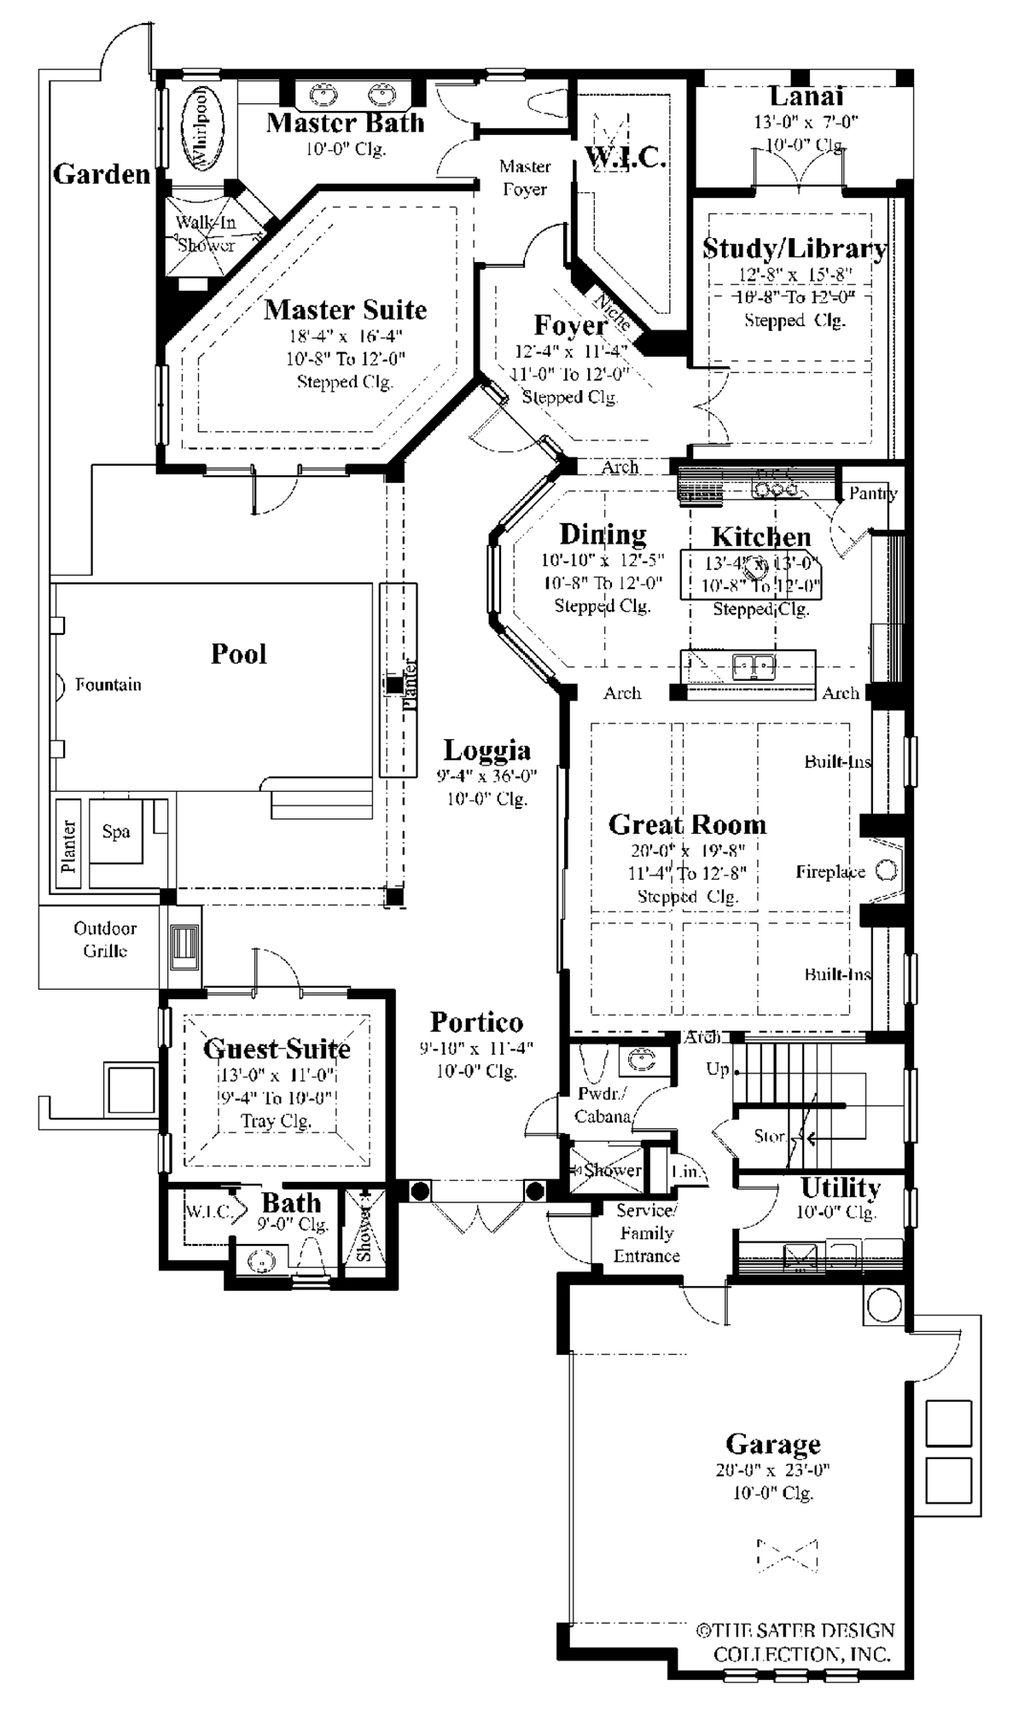 Lanai
13'-0" x 7'-0"
10'-0" Clg.
Whirlpool
Master Bath
10'-0" Clg.
W.I.C.
Master
Foyer
Garden
Walk-In
Shower
Study/Library
12'-8" x 15'-8"
10'-8" To 12'-0"
Stepped Clg.
Master Suite
18'-4" x 16'-4"
10'-8" To 12'-0"
Stepped Clg.
Niche
Foyer
12'-4" x 11'-4"
11'-0" To 12'-0"
Stepped Clg.
Arch
Pantry
Dining
10'-10" x 12'-5"
10'-8" To 12'-0"
Stepped Clg.
Kitchen
13'-4" x 13'-0"
10'-8" To 12'-0"
Stepped Clg.
Pool
Fountain
Planter
Arch
Arch
Loggia
9'-4" x 36'-0"
10'-0" Clg.
Built-Ins
Great Room
20'-0" x 19'-8"
11'-4" To 12'-8"
Stepped Clg.
Planter
Spa
Fireplace
Outdoor
Grille
Built-Ins
Portico
9'-10" x 11'-4"
10'-0" Clg.
Guest Suite
13'-0" x 11'-0"
9'-4" To 10'-0"
Tray Clg.
Arch
Up
Pwdr./
Cabana
Stor.
Shower
Lin.
W.I.C.
Bath
9'-0" Clg.
Shower
Utility
10'-0" Clg.
Service/
Family
Entrance
Garage
20'-0" x 23'-0"
10'-0" Clg.
©THE SATER DESIGN
COLLECTION, INC.